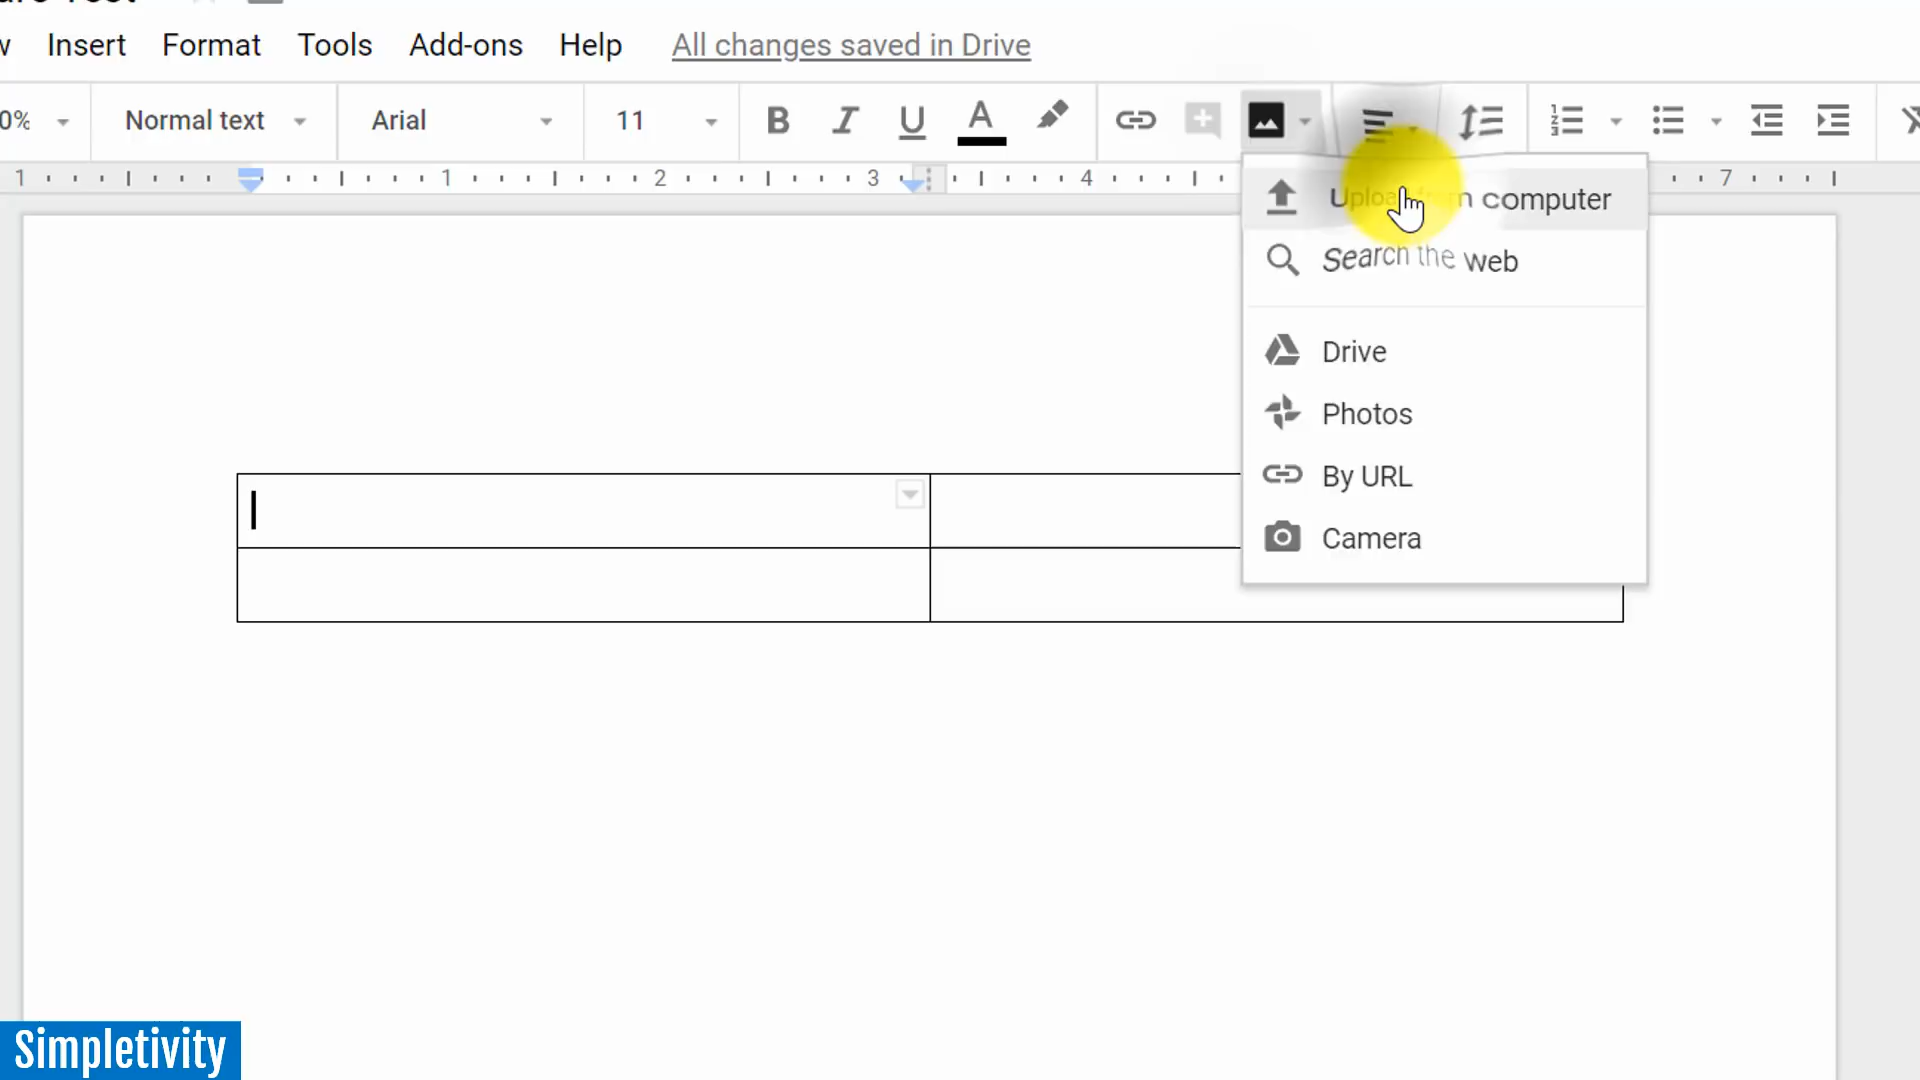 Insert Format Tools Add-ons Help All changes saved in Drive
0% Normal text Arial 11 B I U A
1 1 2 3 4 7
computer
Search the web
Drive
Photos
By URL
Camera
Simpletivity